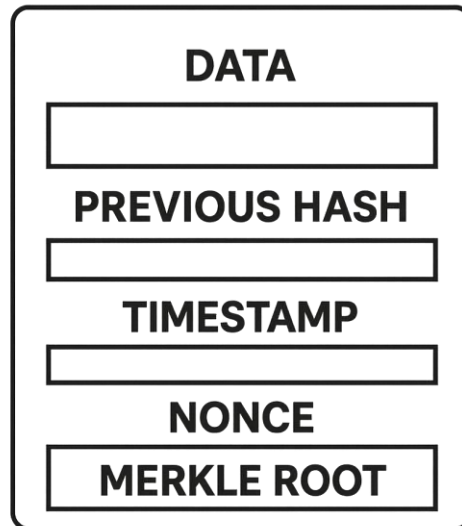 DATA
PREVIOUS HASH
TIMESTAMP
NONCE
MERKLE ROOT